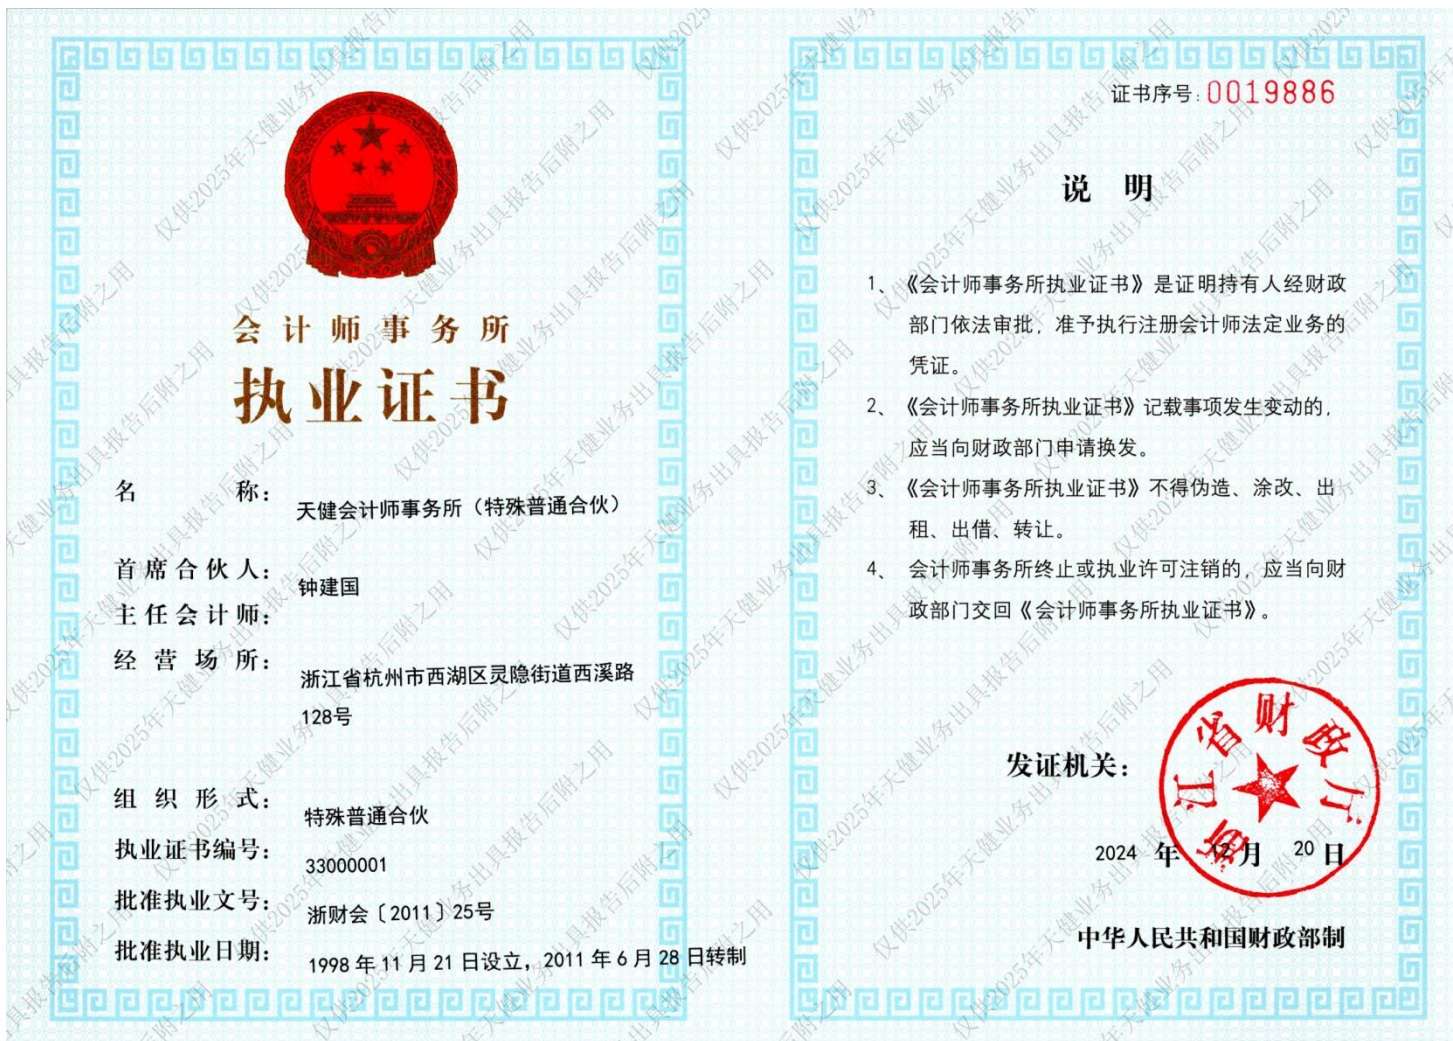 会计师事务所
执业证书
名称：
天健会计师事务所（特殊普通合伙）
首席合伙人：
钟建国
主任会计师：
经营场所：
浙江省杭州市西湖区灵隐街道西溪路
128号
组织形式：
特殊普通合伙
执业证书编号：
33000001
批准执业文号：
浙财会〔2011〕25号
批准执业日期：
1998年11月21日设立，2011年6月28日转制
证书序号：0019886
说明
1、《会计师事务所执业证书》是证明持有人经财政
部门依法审批，准予执行注册会计师法定业务的
凭证。
2、《会计师事务所执业证书》记载事项发生变动的，
应当向财政部门申请换发。
3、《会计师事务所执业证书》不得伪造、涂改、出
租、出借、转让。
4、会计师事务所终止或执业许可注销的，应当向财
政部门交回《会计师事务所执业证书》。
发证机关：
浙江省财政厅
2024年12月20日
中华人民共和国财政部制
仅供2025年天健业务出具报告后附之用